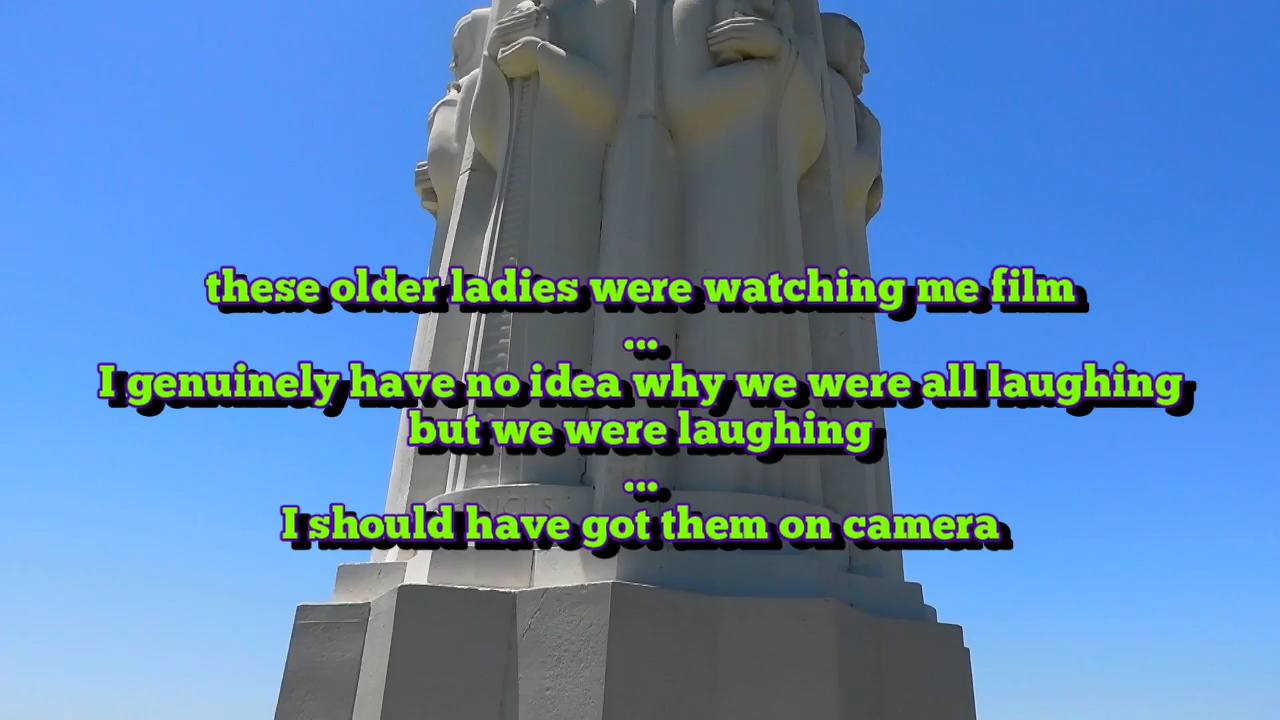 these older ladies were watching me film
...
I genuinely have no idea why we were all laughing
but we were laughing
...
I should have got them on camera